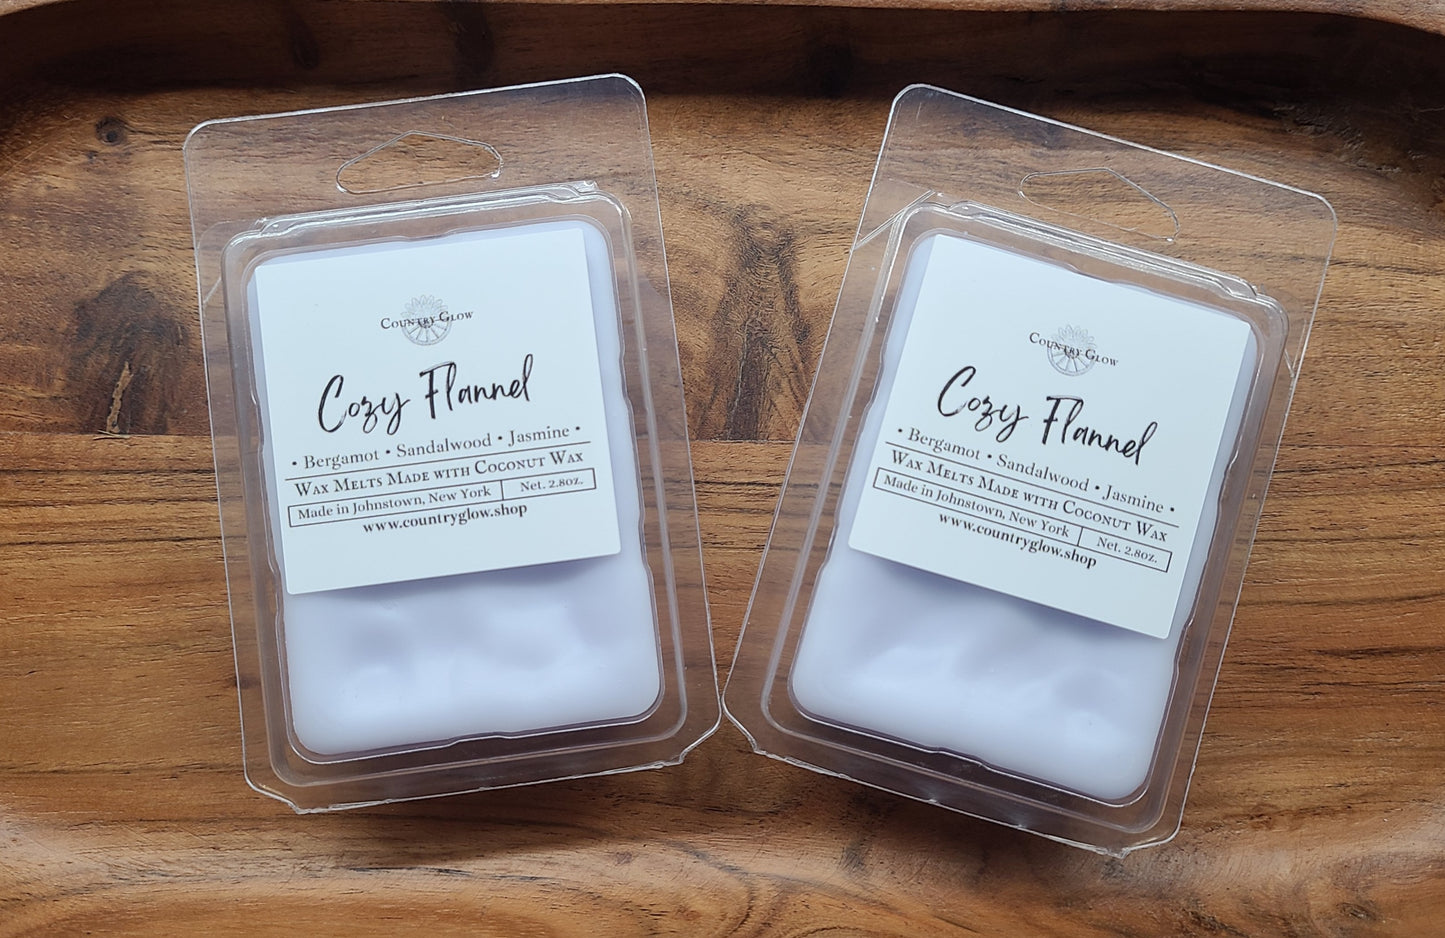 Country Glow
Cozy Flannel
• Bergamot • Sandalwood • Jasmine •
Wax Melts Made with Coconut Wax
Made in Johnstown, New York Net. 2.8oz.
www.countryglow.shop
Country Glow
Cozy Flannel
• Bergamot • Sandalwood • Jasmine •
Wax Melts Made with Coconut Wax
Made in Johnstown, New York Net. 2.8oz.
www.countryglow.shop